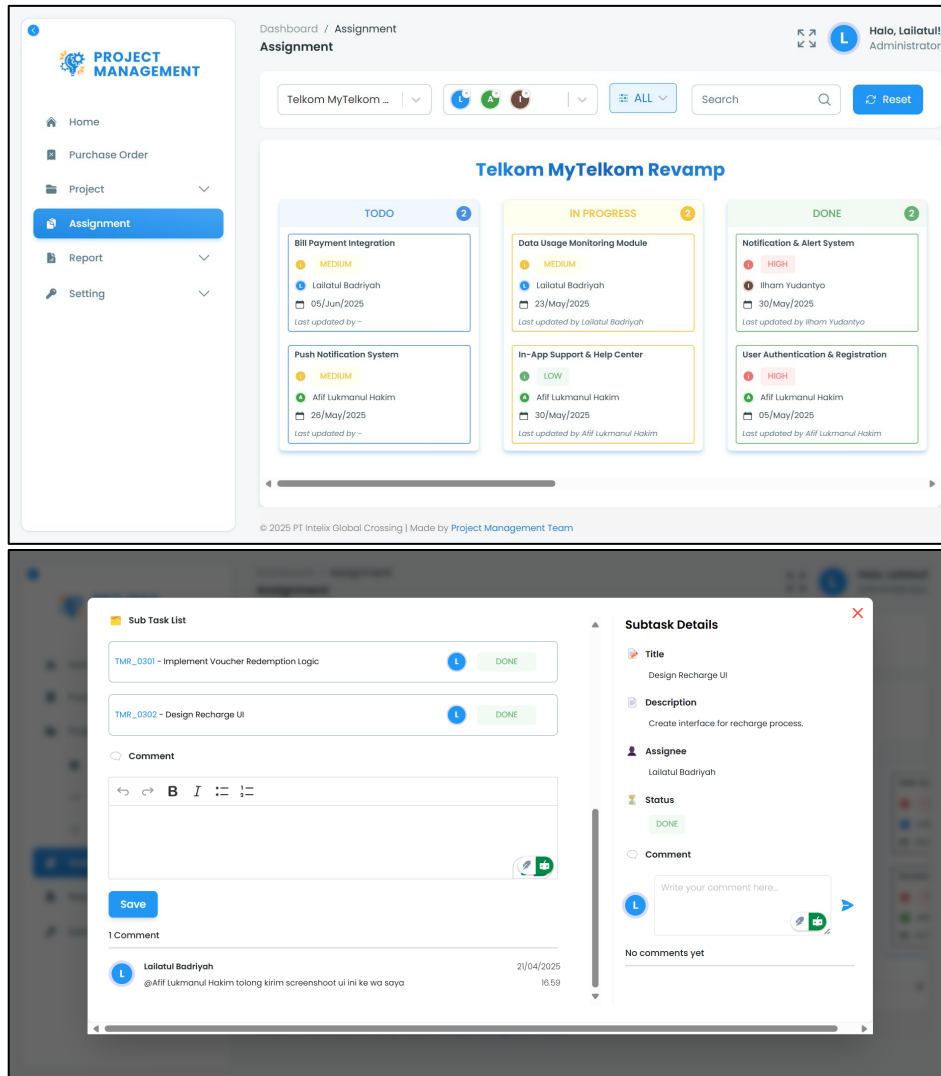 Dashboard / Assignment
Assignment
Halo, Lailatul!
Administrator
PROJECT
MANAGEMENT
Home
Purchase Order
Project
Assignment
Report
Setting
Telkom MyTelkom ...
L
A
I
ALL
Search
Reset
Telkom MyTelkom Revamp
TODO 2
Bill Payment Integration
MEDIUM
L Lailatul Badriyah
05/Jun/2025
Last updated by -
Push Notification System
MEDIUM
A Afif Lukmanul Hakim
26/May/2025
Last updated by -
IN PROGRESS 2
Data Usage Monitoring Module
MEDIUM
L Lailatul Badriyah
23/May/2025
Last updated by Lailatul Badriyah
In-App Support & Help Center
LOW
A Afif Lukmanul Hakim
30/May/2025
Last updated by Afif Lukmanul Hakim
DONE 2
Notification & Alert System
HIGH
I Ilham Yudantyo
30/May/2025
Last updated by Ilham Yudantyo
User Authentication & Registration
HIGH
A Afif Lukmanul Hakim
05/May/2025
Last updated by Afif Lukmanul Hakim
© 2025 PT Intelix Global Crossing | Made by Project Management Team
Sub Task List
TMR_0301 - Implement Voucher Redemption Logic L DONE
TMR_0302 - Design Recharge UI L DONE
Comment
B I
Save
1 Comment
L Lailatul Badriyah 21/04/2025
@Afif Lukmanul Hakim tolong kirim screenshoot ui ini ke wa saya 16.59
Subtask Details
Title
Design Recharge UI
Description
Create interface for recharge process.
Assignee
Lailatul Badriyah
Status
DONE
Comment
L Write your comment here...
No comments yet